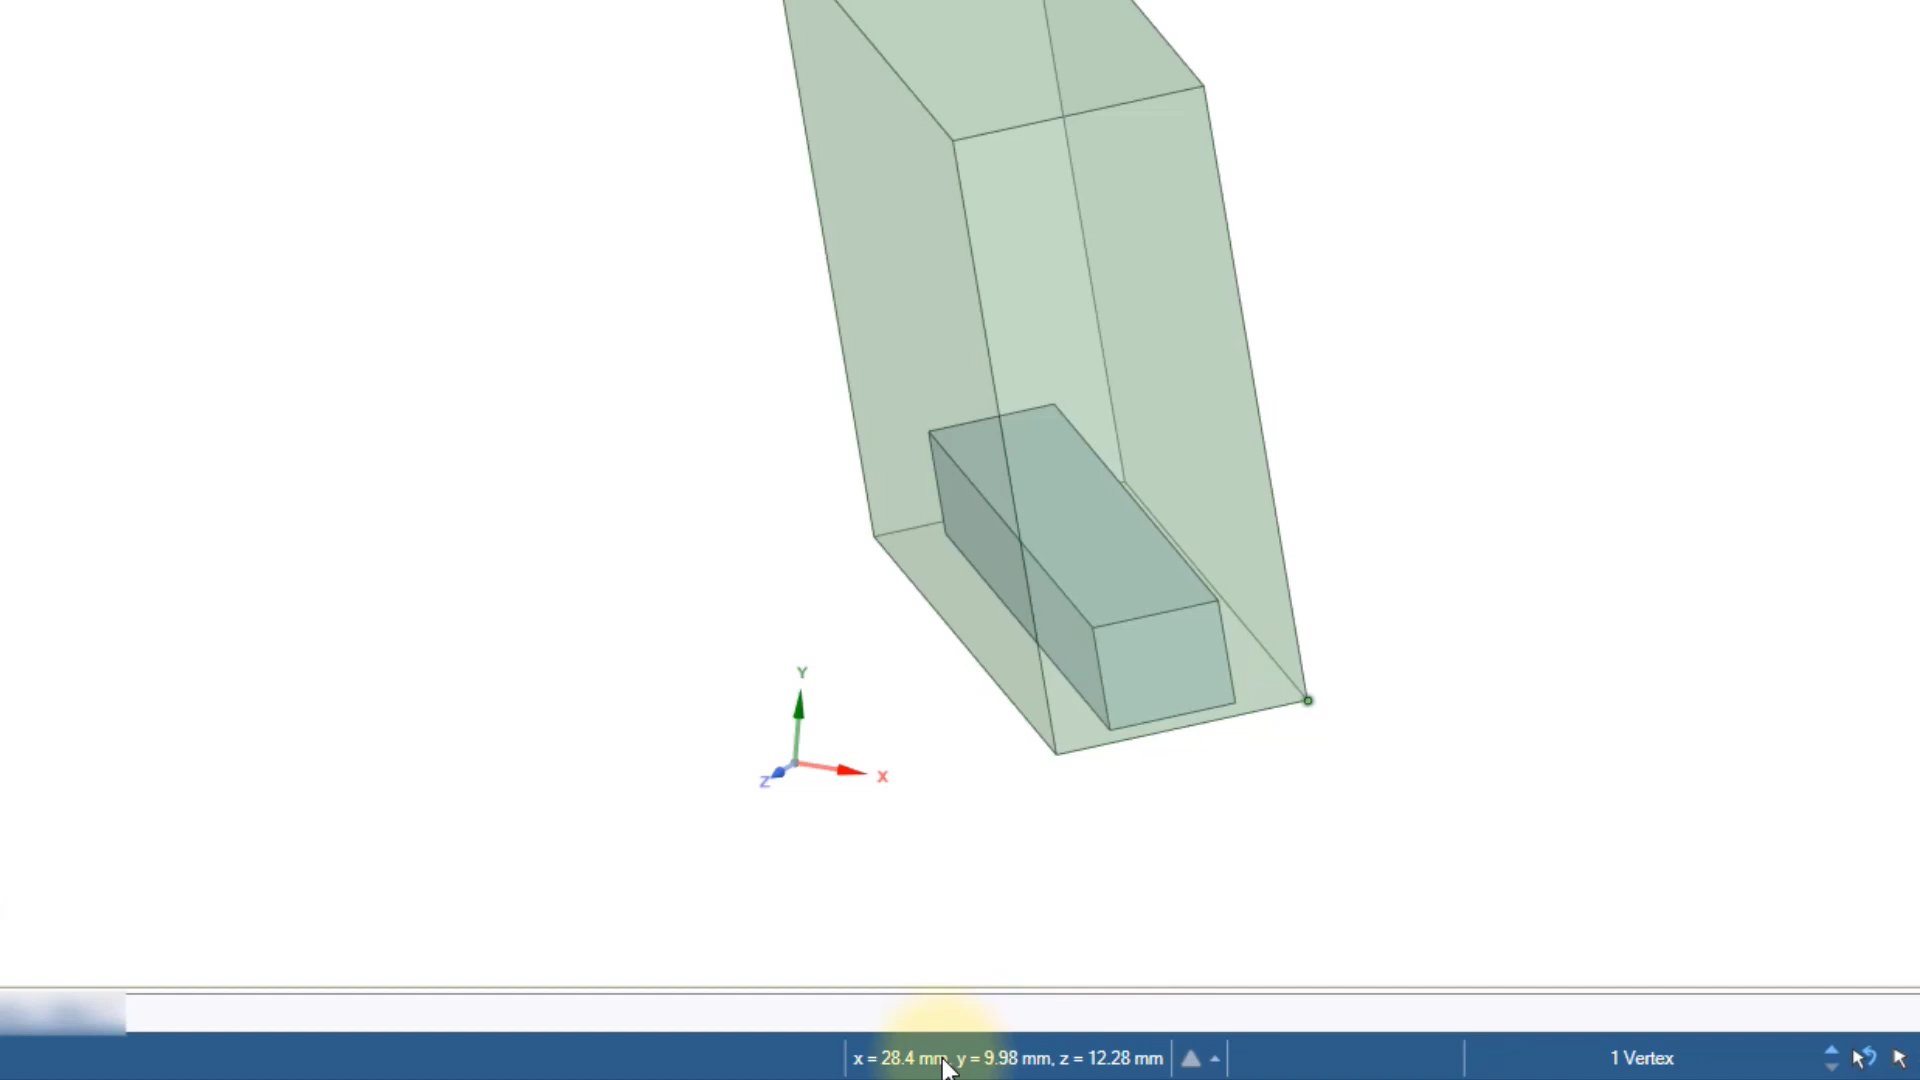 Y
X
Z
x = 28.4 mm, y = 9.98 mm, z = 12.28 mm
1 Vertex